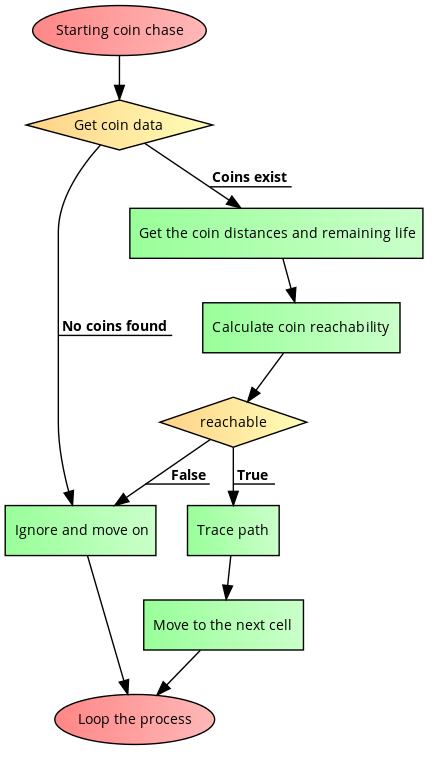 Starting coin chase
Get coin data
Coins exist
Get the coin distances and remaining life
No coins found
Calculate coin reachability
reachable
False
True
Ignore and move on
Trace path
Move to the next cell
Loop the process